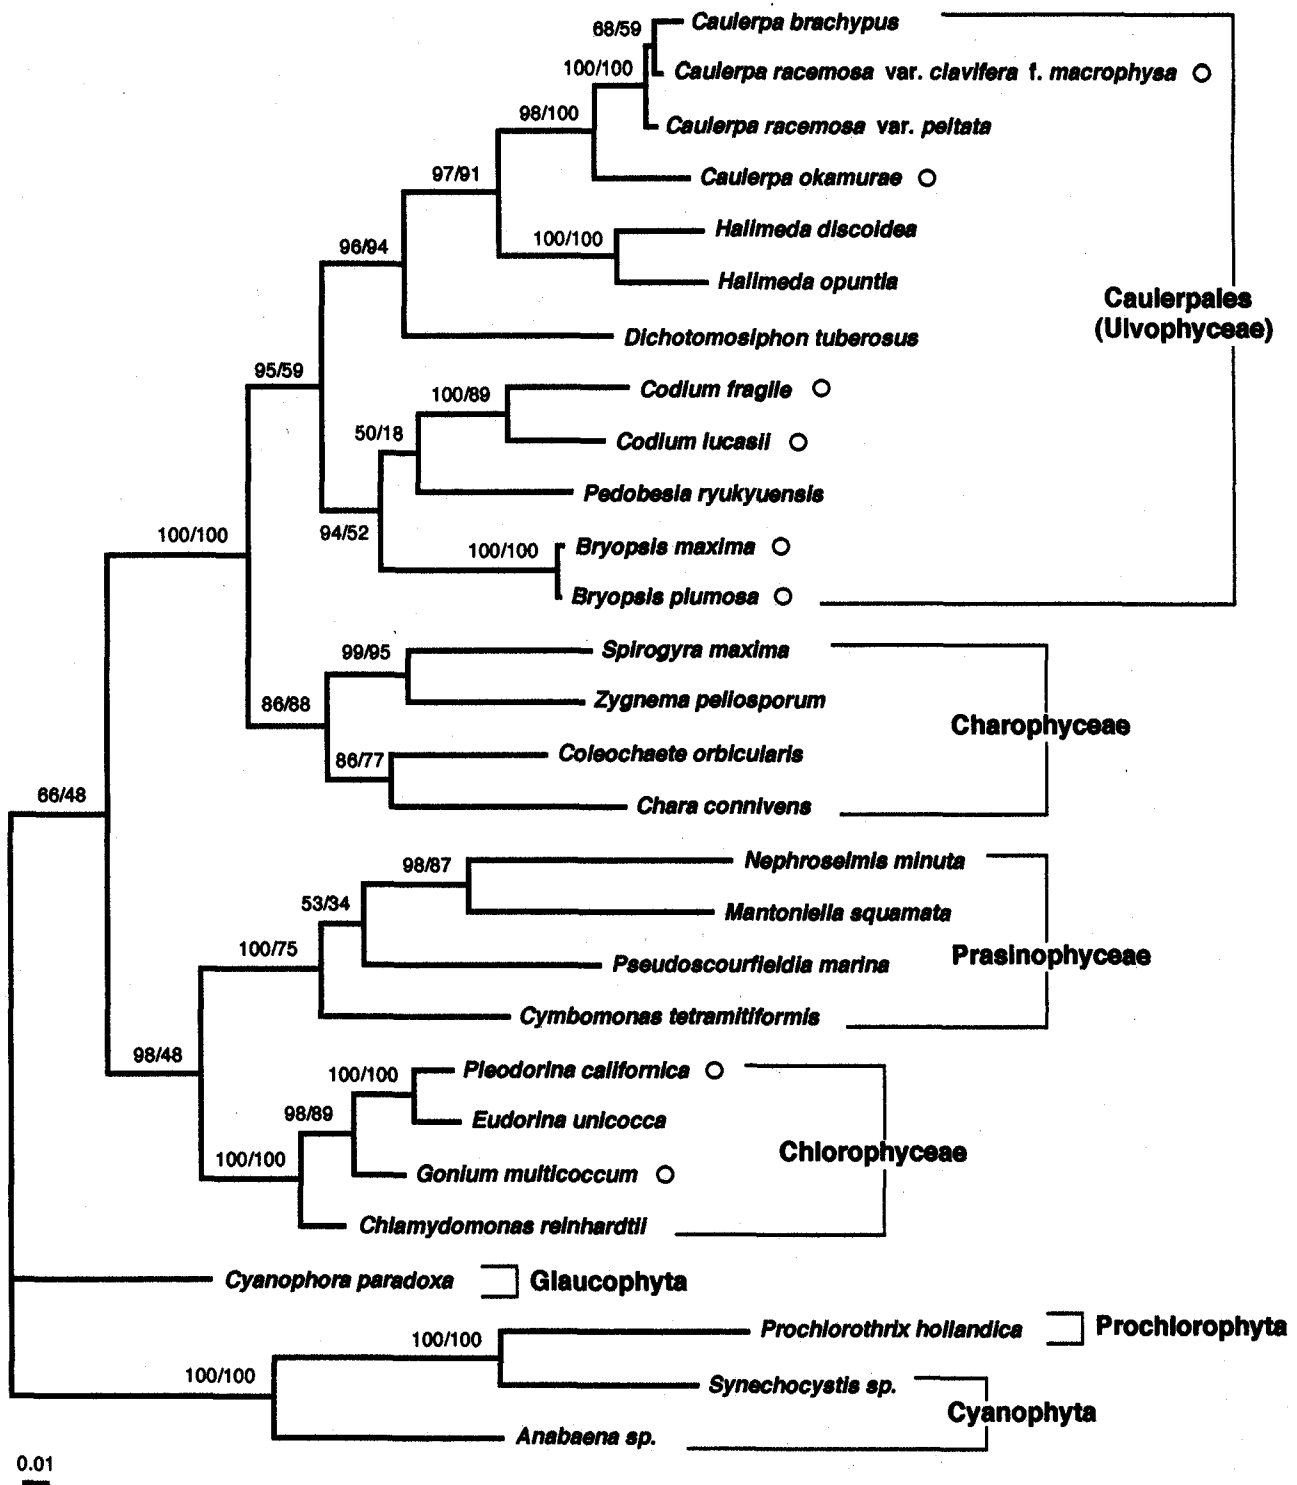 68/59
Caulerpa brachypus
100/100
Caulerpa racemosa var. clavifera f. macrophysa
98/100
Caulerpa racemosa var. peltata
97/91
Caulerpa okamurae
100/100
Halimeda discoidea
96/94
Halimeda opuntia
Caulerpales
(Ulvophyceae)
Dichotomosiphon tuberosus
95/59
100/89
Codium fragile
50/18
Codium lucasii
Pedobesia ryukyuensis
94/52
100/100
100/100
Bryopsis maxima
Bryopsis plumosa
99/95
Spirogyra maxima
86/88
Zygnema peliosporum
Charophyceae
86/77
Coleochaete orbicularis
66/48
Chara connivens
98/87
Nephroselmis minuta
53/34
Mantoniella squamata
100/75
Pseudoscourfieldia marina
Prasinophyceae
Cymbomonas tetramitiformis
98/48
100/100
Pleodorina californica
98/89
Eudorina unicocca
Chlorophyceae
100/100
Gonium multicoccum
Chlamydomonas reinhardtii
Cyanophora paradoxa
Glaucophyta
100/100
Prochlorothrix hollandica
Prochlorophyta
100/100
Synechocystis sp.
Cyanophyta
Anabaena sp.
0.01